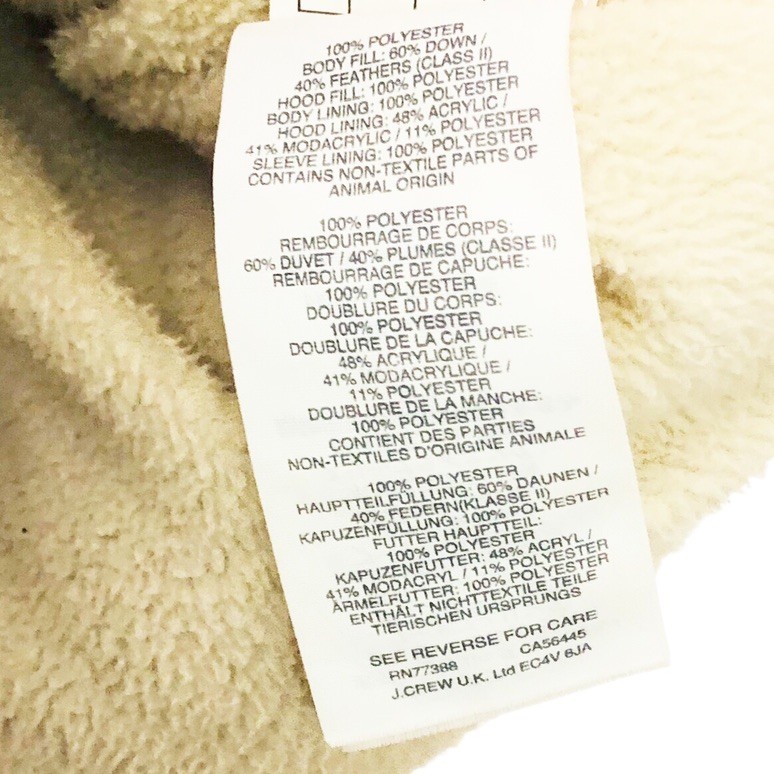 100% POLYESTER
BODY FILL: 60% DOWN /
40% FEATHERS (CLASS II)
HOOD FILL: 100% POLYESTER
BODY LINING: 100% POLYESTER
HOOD LINING: 48% ACRYLIC /
41% MODACRYLIC / 11% POLYESTER
SLEEVE LINING: 100% POLYESTER
CONTAINS NON-TEXTILE PARTS OF
ANIMAL ORIGIN
100% POLYESTER
REMBOURRAGE DE CORPS:
60% DUVET / 40% PLUMES (CLASSE II)
REMBOURRAGE DE CAPUCHE:
100% POLYESTER
DOUBLURE DU CORPS:
100% POLYESTER
DOUBLURE DE LA CAPUCHE:
48% ACRYLIQUE /
41% MODACRYLIQUE /
11% POLYESTER
DOUBLURE DE LA MANCHE:
100% POLYESTER
CONTIENT DES PARTIES
NON-TEXTILES D'ORIGINE ANIMALE
100% POLYESTER
HAUPTTEILFÜLLUNG: 60% DAUNEN /
40% FEDERN(KLASSE II)
KAPUZENFÜLLUNG: 100% POLYESTER
FUTTER HAUPTTEIL:
100% POLYESTER
KAPUZENFUTTER: 48% ACRYL /
41% MODACRYL / 11% POLYESTER
ÄRMELFUTTER: 100% POLYESTER
ENTHÄLT NICHTTEXTILE TEILE
TIERISCHEN URSPRUNGS
SEE REVERSE FOR CARE
RN77388 CA56445
J.CREW U.K. Ltd EC4V 6JA